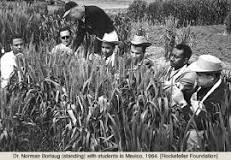 Dr. Norman Borlaug (standing) with students in Mexico, 1964. [Rockefeller Foundation]